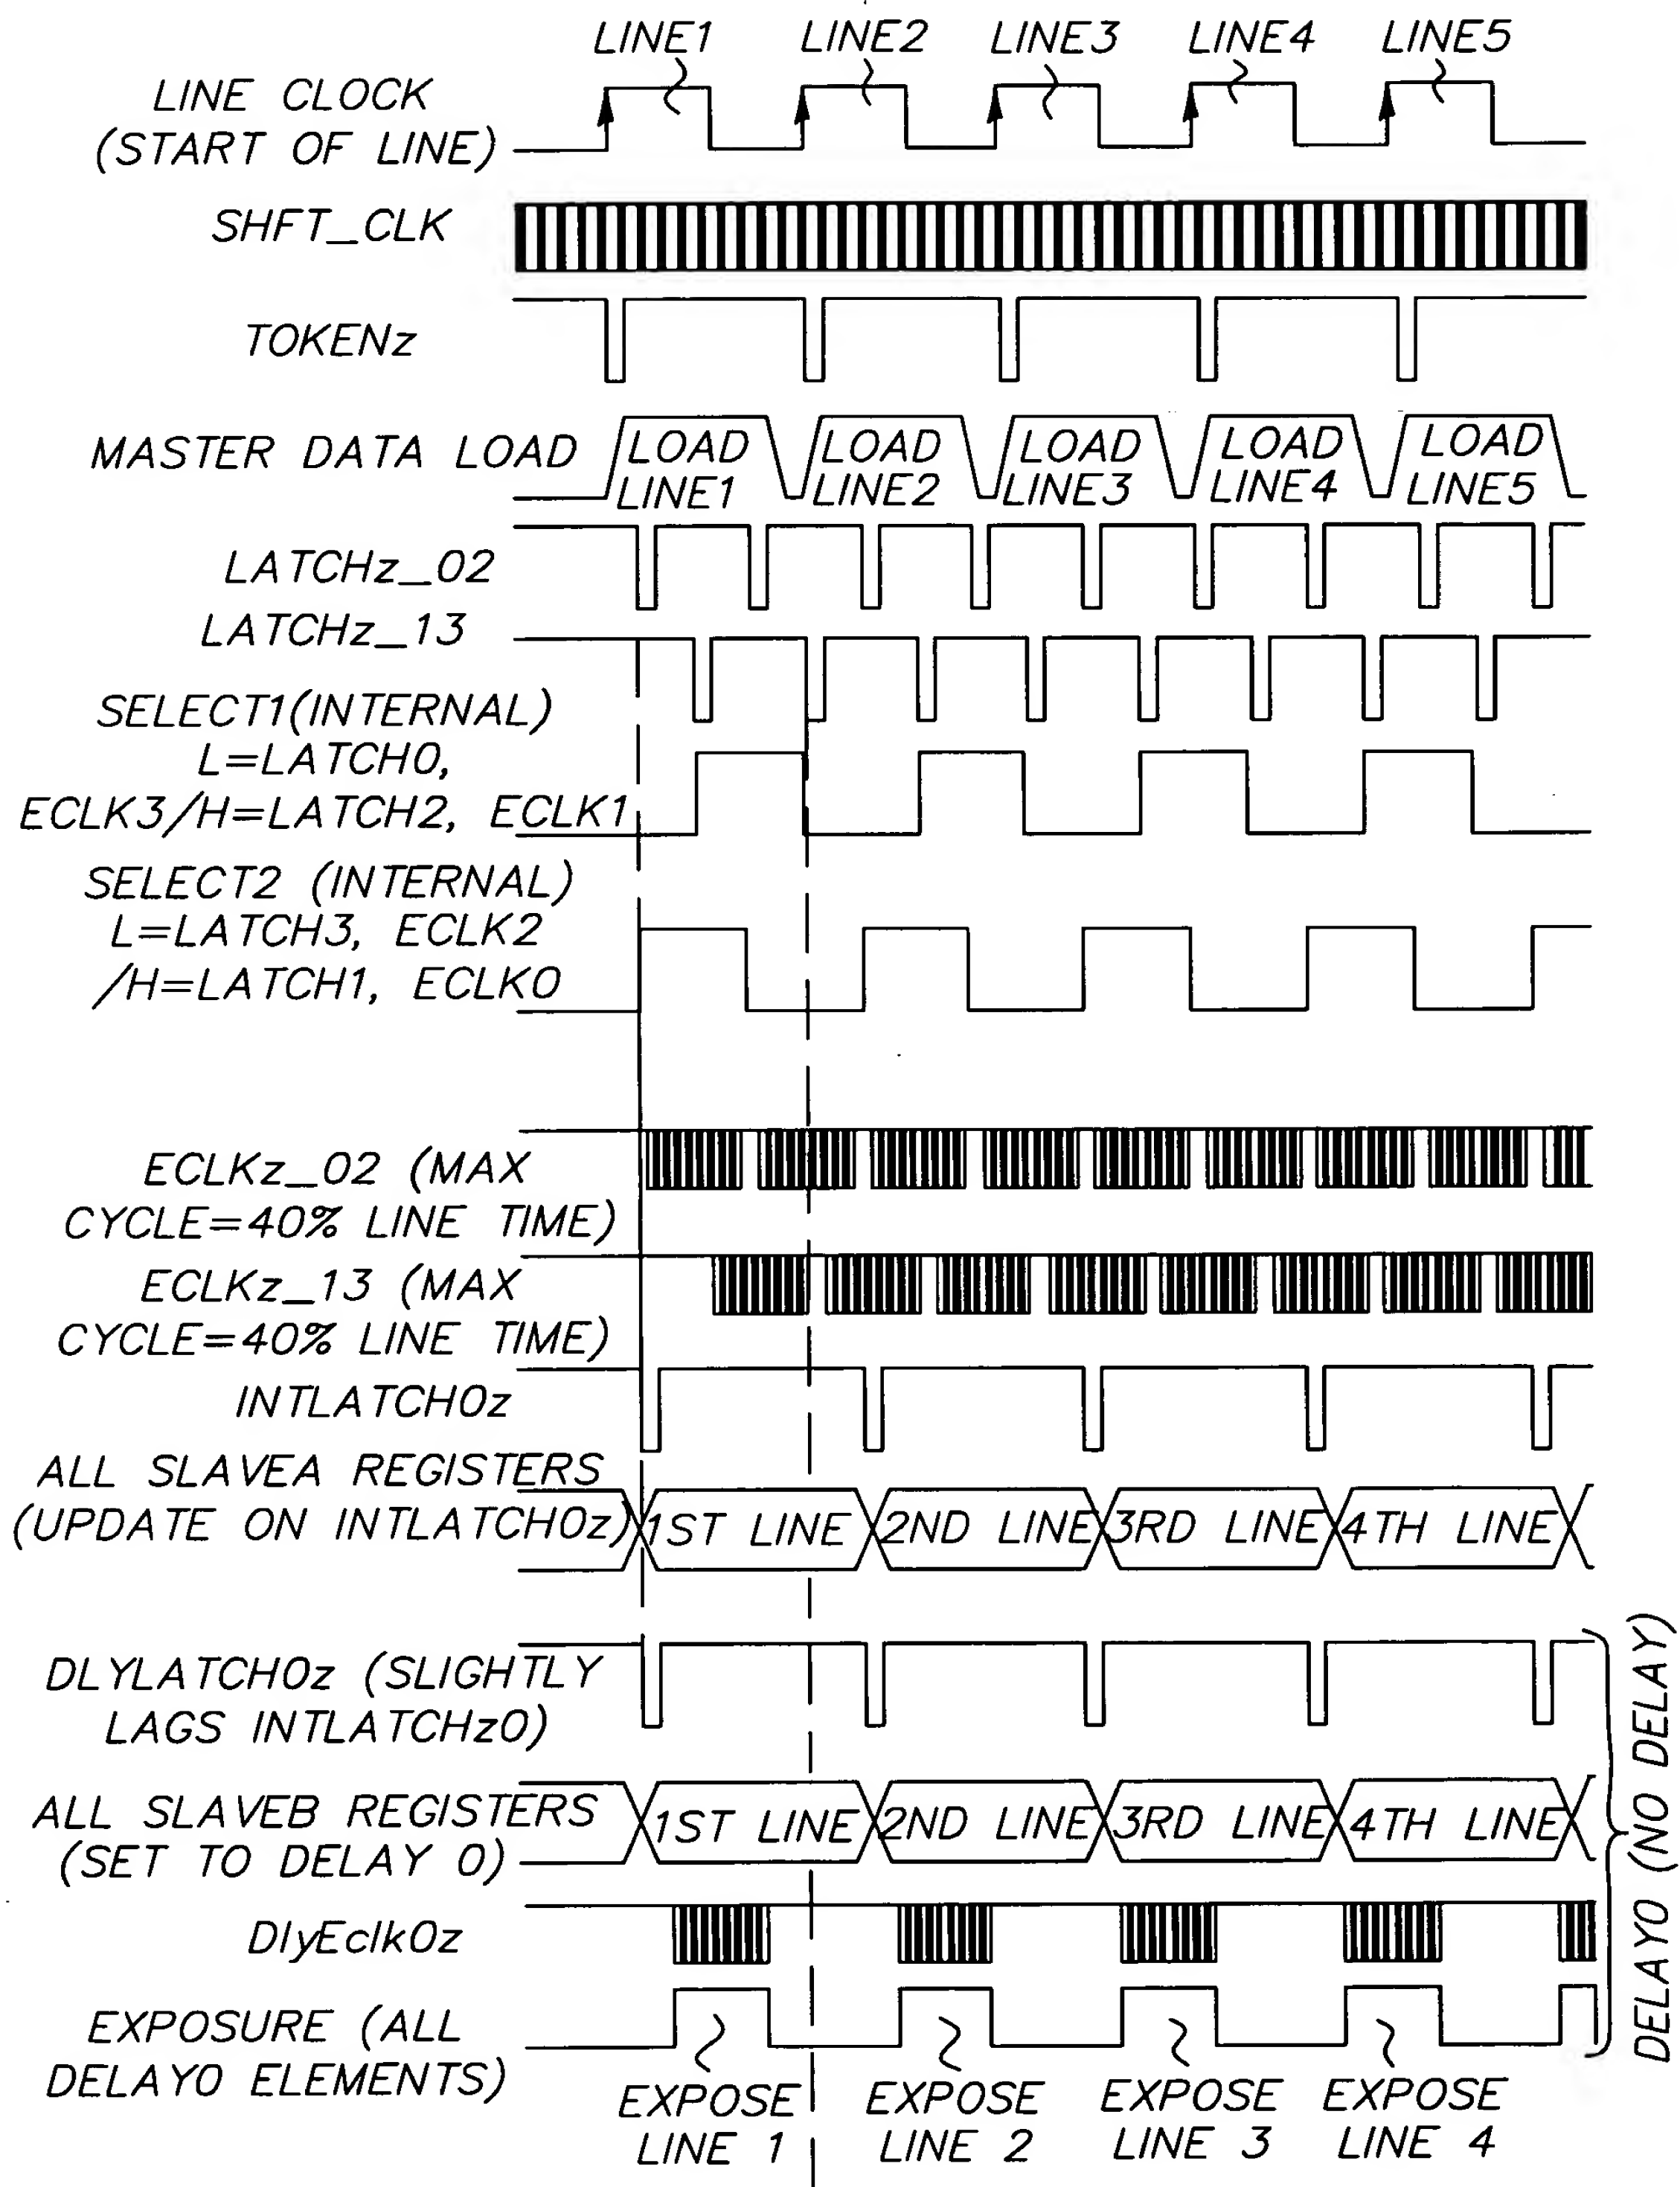 LINE1 LINE2 LINE3 LINE4 LINE5
LINE CLOCK
(START OF LINE)
SHFT_CLK
TOKENz
MASTER DATA LOAD
LOAD LINE1
LOAD LINE2
LOAD LINE3
LOAD LINE4
LOAD LINE5
LATCHz_02
LATCHz_13
SELECT1(INTERNAL)
L=LATCH0,
ECLK3/H=LATCH2, ECLK1
SELECT2 (INTERNAL)
L=LATCH3, ECLK2
/H=LATCH1, ECLK0
ECLKz_02 (MAX
CYCLE=40% LINE TIME)
ECLKz_13 (MAX
CYCLE=40% LINE TIME)
INTLATCH0z
ALL SLAVEA REGISTERS
(UPDATE ON INTLATCH0z)
1ST LINE 2ND LINE 3RD LINE 4TH LINE
DLYLATCH0z (SLIGHTLY
LAGS INTLATCHz0)
ALL SLAVEB REGISTERS
(SET TO DELAY 0)
1ST LINE 2ND LINE 3RD LINE 4TH LINE
DlyEclk0z
EXPOSURE (ALL
DELAY0 ELEMENTS)
EXPOSE LINE 1
EXPOSE LINE 2
EXPOSE LINE 3
EXPOSE LINE 4
DELAY0 (NO DELAY)